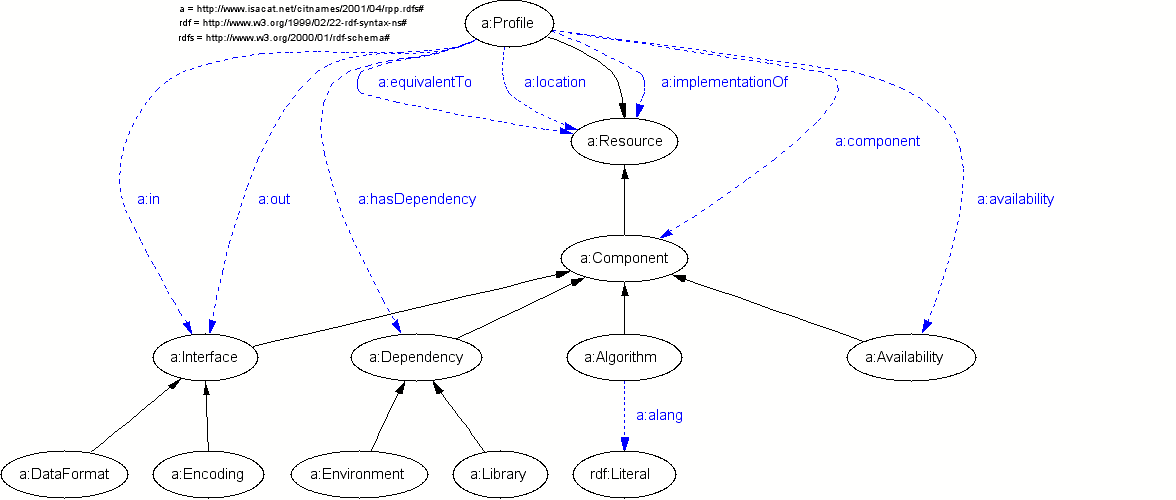 a = http://www.isacat.net/citnames/2001/04/rpp.rdfs#
rdf = http://www.w3.org/1999/02/22-rdf-syntax-ns#
rdfs = http://www.w3.org/2000/01/rdf-schema#
a:Profile
a:equivalentTo
a:location
a:implementationOf
a:Resource
a:component
a:in
a:out
a:hasDependency
a:availability
a:Component
a:Interface
a:Dependency
a:Algorithm
a:Availability
a:alang
a:DataFormat
a:Encoding
a:Environment
a:Library
rdf:Literal